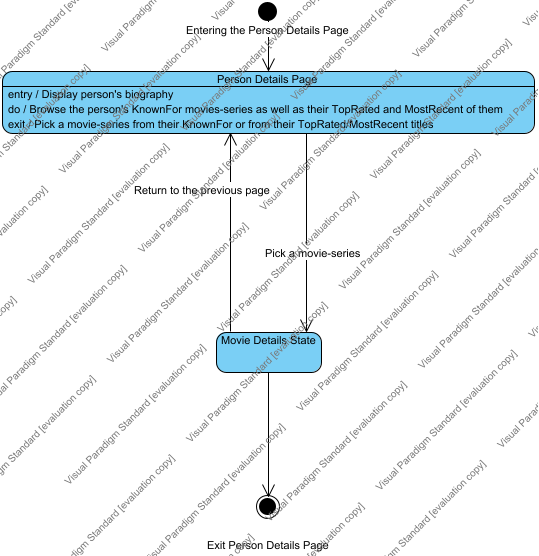 Entering the Person Details Page
Person Details Page
entry / Display person's biography
do / Browse the person's KnownFor movies-series as well as their TopRated and MostRecent of them
exit / Pick a movie-series from their KnownFor or from their TopRated/MostRecent titles
Return to the previous page
Pick a movie-series
Movie Details State
Exit Person Details Page
Visual Paradigm Standard [evaluation copy]